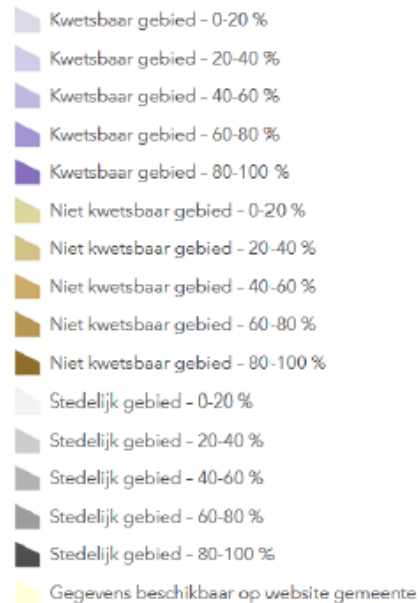 Kwetsbaar gebied - 0-20 %
Kwetsbaar gebied - 20-40 %
Kwetsbaar gebied - 40-60 %
Kwetsbaar gebied - 60-80 %
Kwetsbaar gebied - 80-100 %
Niet kwetsbaar gebied - 0-20 %
Niet kwetsbaar gebied - 20-40 %
Niet kwetsbaar gebied - 40-60 %
Niet kwetsbaar gebied - 60-80 %
Niet kwetsbaar gebied - 80-100 %
Stedelijk gebied - 0-20 %
Stedelijk gebied - 20-40 %
Stedelijk gebied - 40-60 %
Stedelijk gebied - 60-80 %
Stedelijk gebied - 80-100 %
Gegevens beschikbaar op website gemeente